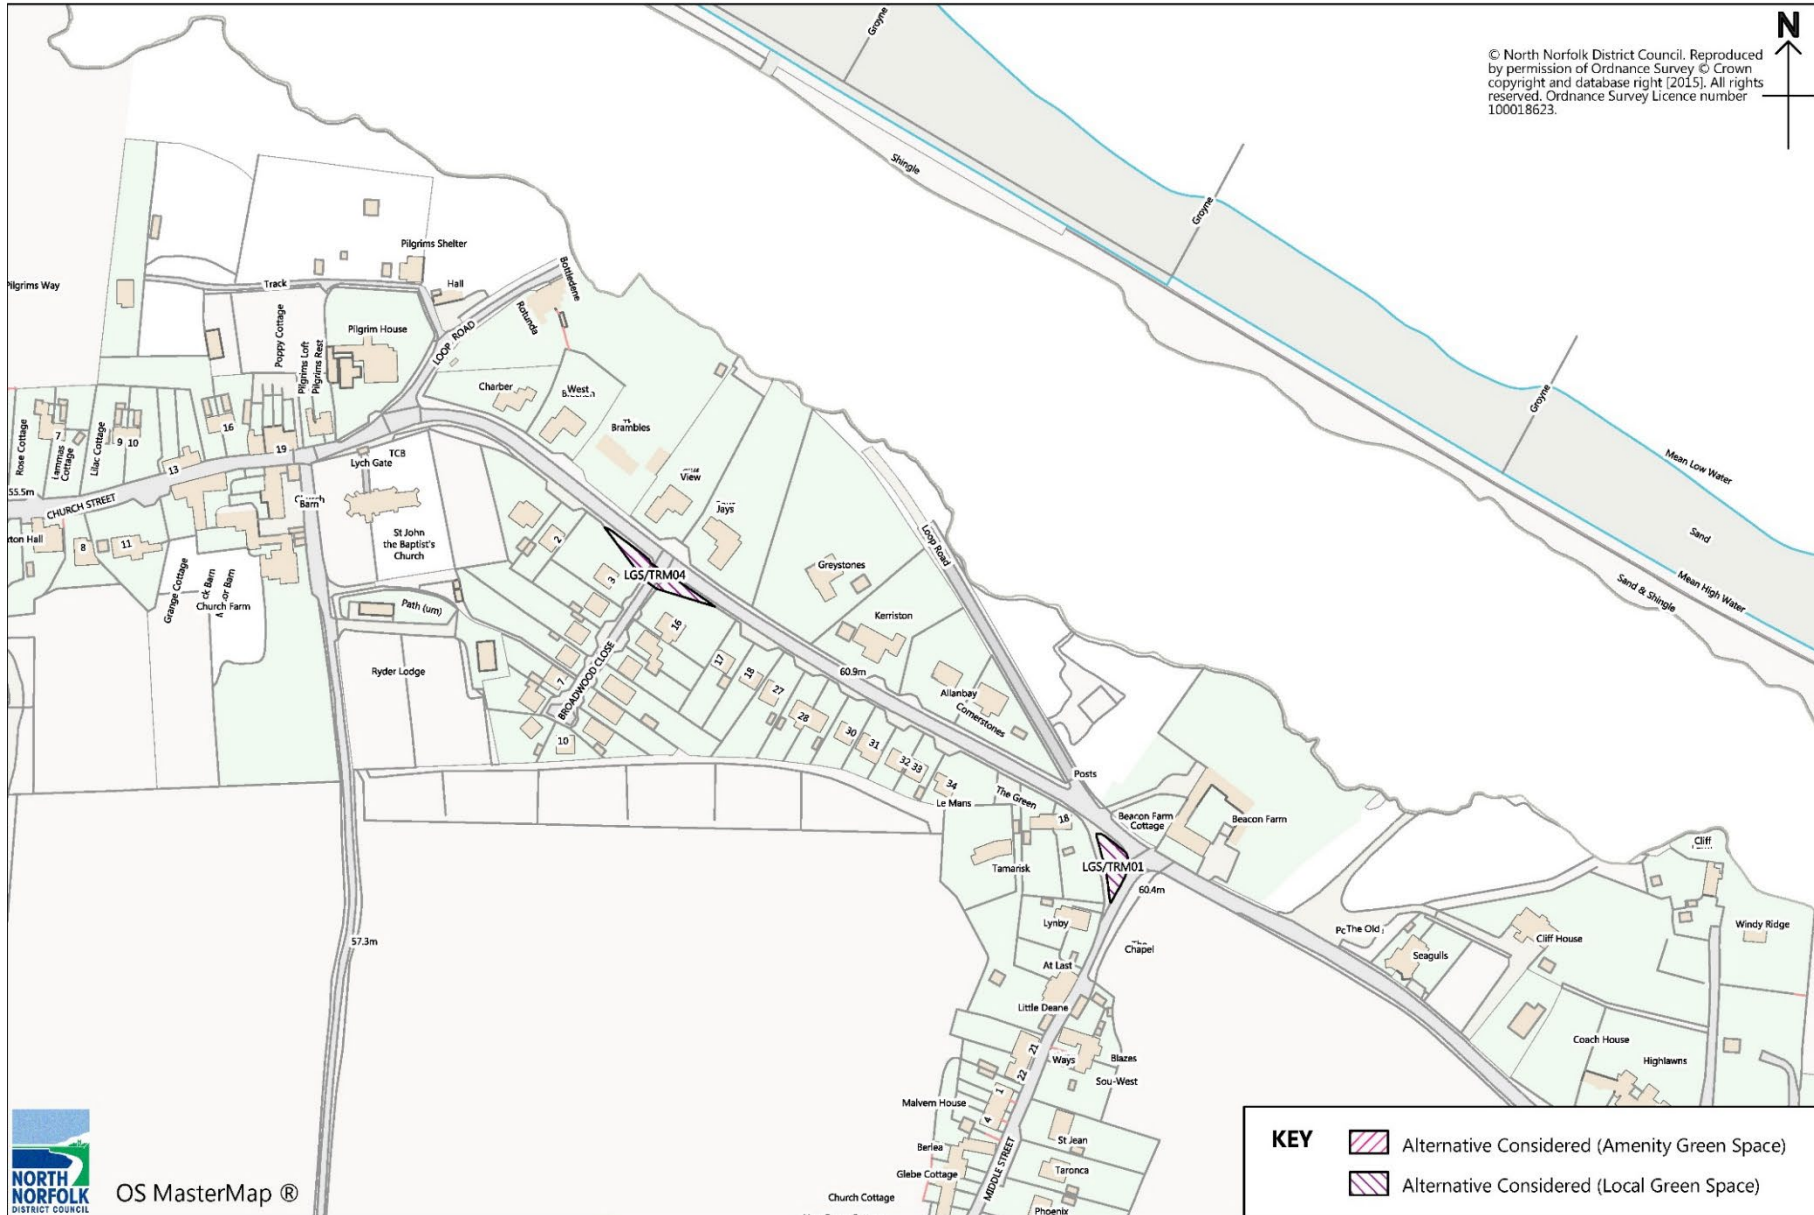 Groyne
N
© North Norfolk District Council. Reproduced
by permission of Ordnance Survey © Crown
copyright and database right [2015]. All rights
reserved. Ordnance Survey Licence number
100018623.
Shingle
Groyne
Pilgrims Shelter
Bottledene
Track
Hall
Rotunda
Pilgrims Way
Poppy Cottage
Pilgrims Loft
Pilgrims Rest
Pilgrim House
LOOP ROAD
Charber
West
Brambles
Groyne
Rose Cottage
7
Lammas
Cottage
Lilac Cottage
9 10
16
19
13
TCB
Lych Gate
View
Jays
Mean Low Water
55.5m
CHURCH STREET
Church
Barn
St John
the Baptist's
Church
2
Loop Road
Sand
8
11
3
LGS/TRM04
Greystones
Mean High Water
Sand & Shingle
Grange Cottage
Church Farm
Path (um)
16
Kerriston
Ryder Lodge
7
BROADWOOD CLOSE
17
18
27
28
60.9m
Allanbay
Cornerstones
10
30
31
32 33
34
Le Mans
The Green
Posts
18
Beacon Farm
Cottage
Beacon Farm
Tamarisk
LGS/TRM01
60.4m
Cliff
Lynby
Chapel
The Old
Windy Ridge
57.3m
Cliff House
Seagulls
At Last
Little Deane
21
22
Ways
Blazes
Sou-West
Coach House
Highlawns
Malvern House
1
4
St Jean
Berlea
MIDDLE STREET
Glebe Cottage
Taronca
Church Cottage
Phoenix
NORTH
NORFOLK
DISTRICT COUNCIL
OS MasterMap ®
KEY
Alternative Considered (Amenity Green Space)
Alternative Considered (Local Green Space)